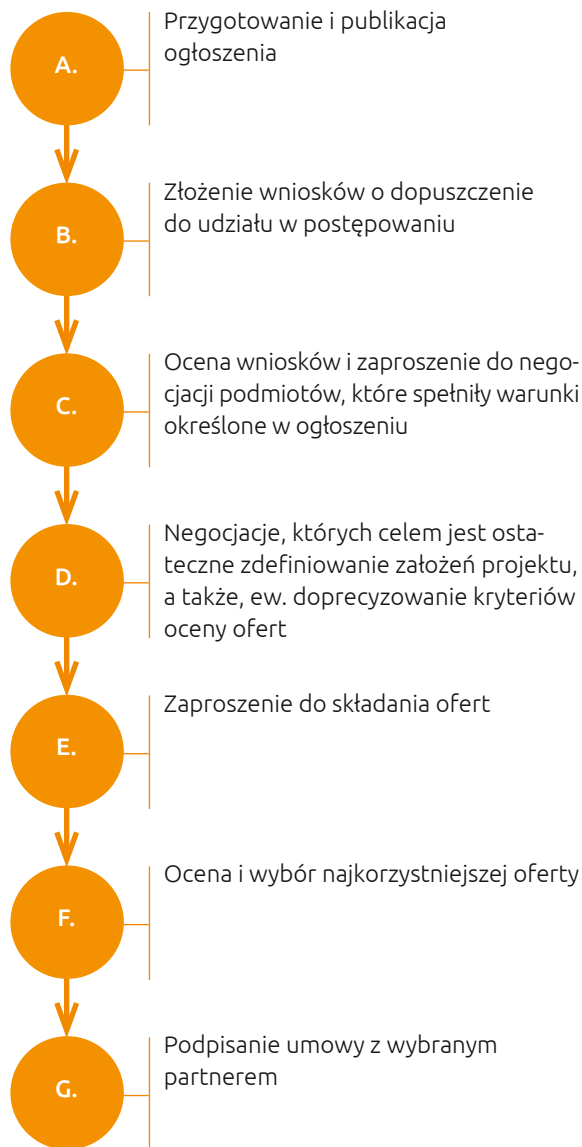 A.
Przygotowanie i publikacja
ogłoszenia
B.
Złożenie wniosków o dopuszczenie
do udziału w postępowaniu
C.
Ocena wniosków i zaproszenie do nego-
cjacji podmiotów, które spełniły warunki
określone w ogłoszeniu
D.
Negocjacje, których celem jest osta-
teczne zdefiniowanie założeń projektu,
a także, ew. doprecyzowanie kryteriów
oceny ofert
E.
Zaproszenie do składania ofert
F.
Ocena i wybór najkorzystniejszej oferty
G.
Podpisanie umowy z wybranym
partnerem